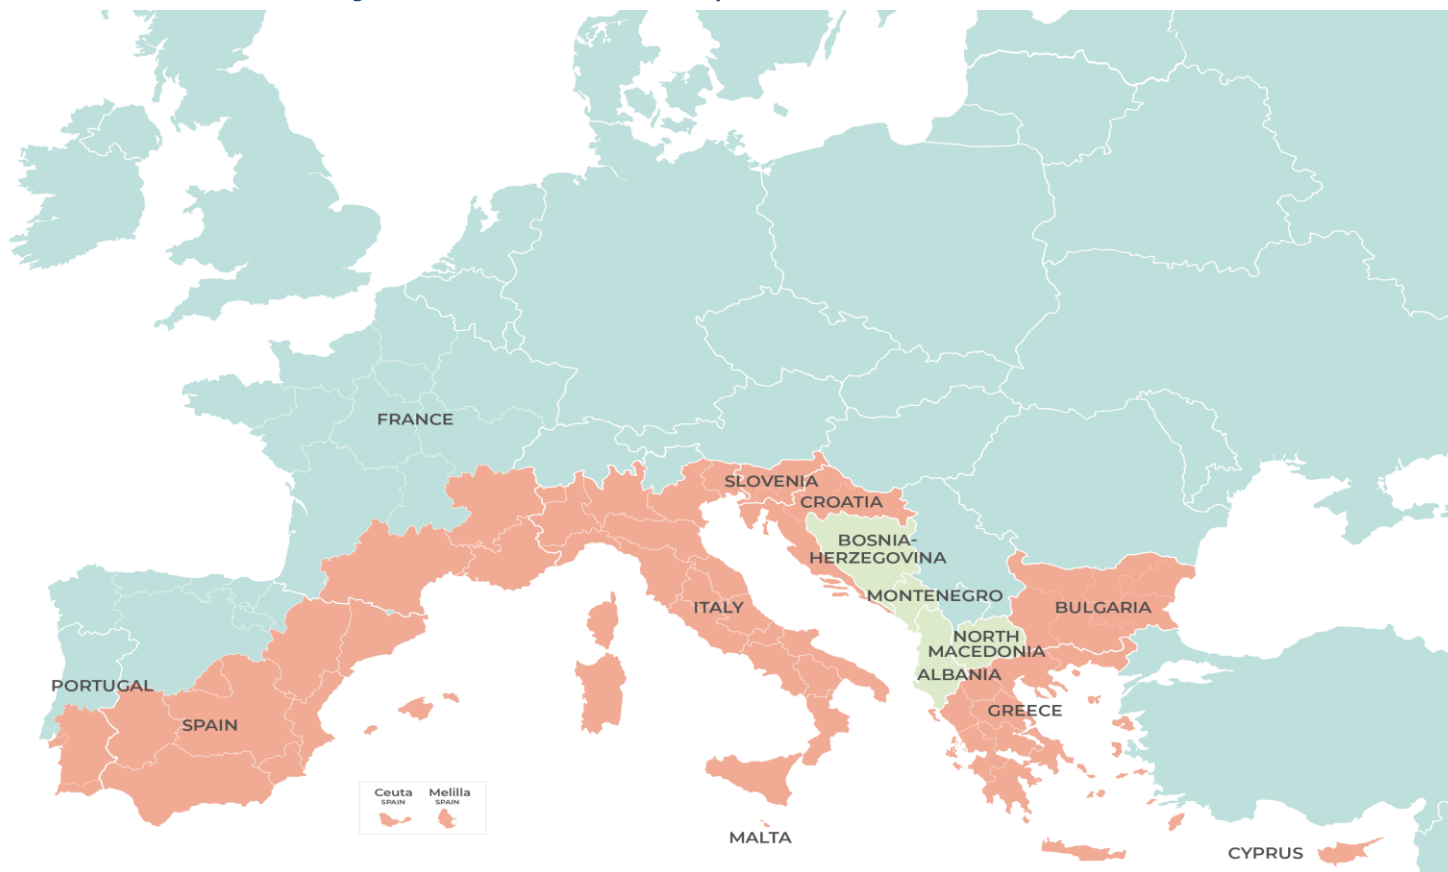 FRANCE
SLOVENIA
CROATIA
BOSNIA-
HERZEGOVINA
MONTENEGRO
ITALY
BULGARIA
NORTH
MACEDONIA
ALBANIA
PORTUGAL
GREECE
SPAIN
Ceuta
SPAIN
Melilla
SPAIN
MALTA
CYPRUS